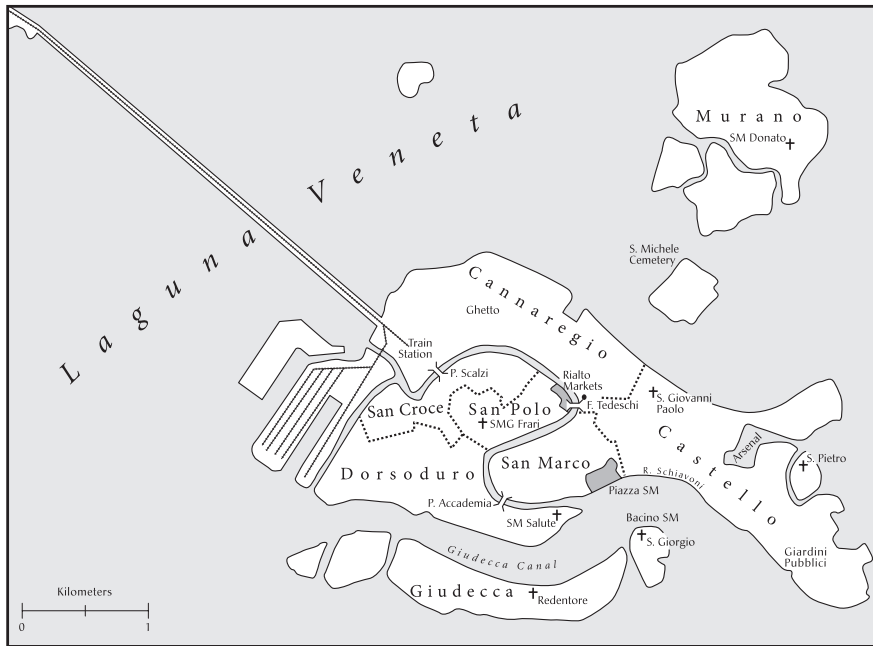 Laguna Veneta
Murano
SM Donato
S. Michele
Cemetery
Cannaregio
Ghetto
Train
Station
P. Scalzi
Rialto
Markets
F. Tedeschi
S. Giovanni
Paolo
San Croce
San Polo
SMG Frari
Castello
Arsenal
S. Pietro
Dorsoduro
San Marco
R. Schiavoni
Piazza SM
P. Accademia
SM Salute
Bacino SM
S. Giorgio
Giardini
Pubblici
Giudecca Canal
Giudecca
Redentore
Kilometers
0 1